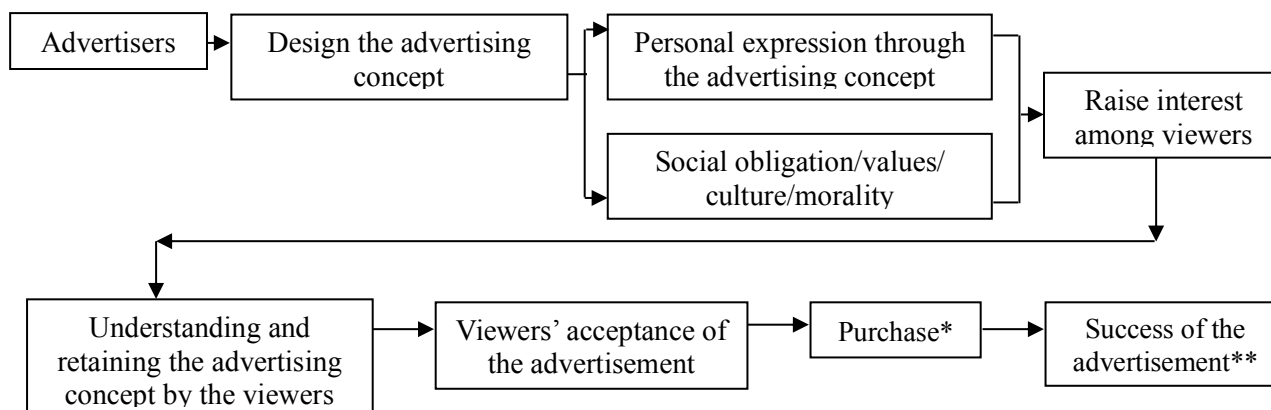 Advertisers
Design the advertising
concept
Personal expression through
the advertising concept
Social obligation/values/
culture/morality
Raise interest
among viewers
Understanding and
retaining the advertising
concept by the viewers
Viewers’ acceptance of
the advertisement
Purchase*
Success of the
advertisement**